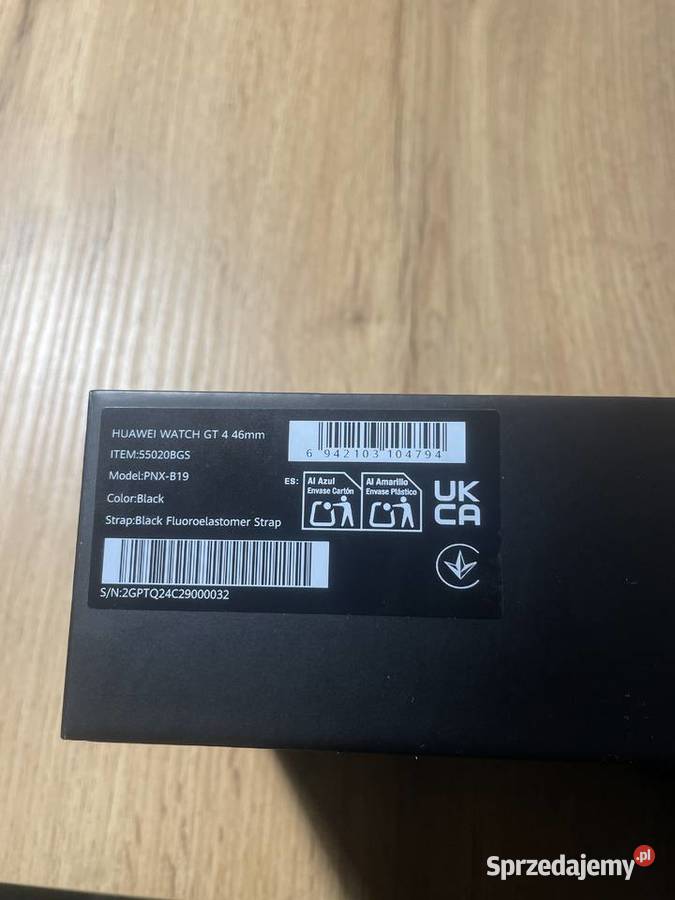 HUAWEI WATCH GT 4 46mm
ITEM:55020BGS
Model:PNX-B19
Color:Black
Strap:Black Fluoroelastomer Strap
S/N:2GPTQ24C29000032
6 942103 104794
ES:
Al Azul
Envase Cartón
Al Amarillo
Envase Plástico
UK
CA
Sprzedajemy.pl